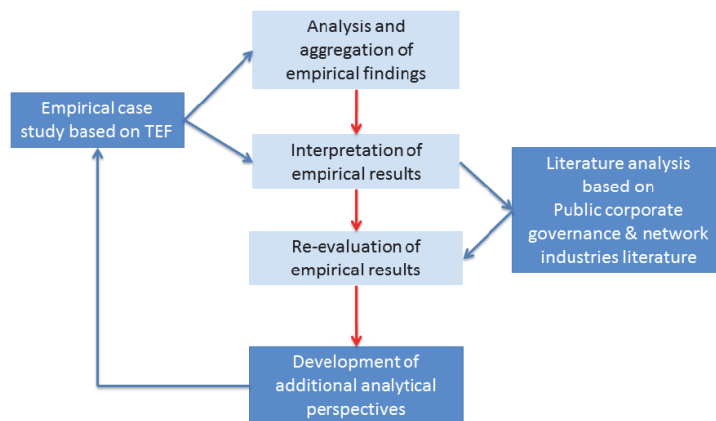 Analysis and
aggregation of
empirical findings
Empirical case
study based on TEF
Interpretation of
empirical results
Literature analysis
based on
Public corporate
governance & network
industries literature
Re-evaluation of
empirical results
Development of
additional analytical
perspectives